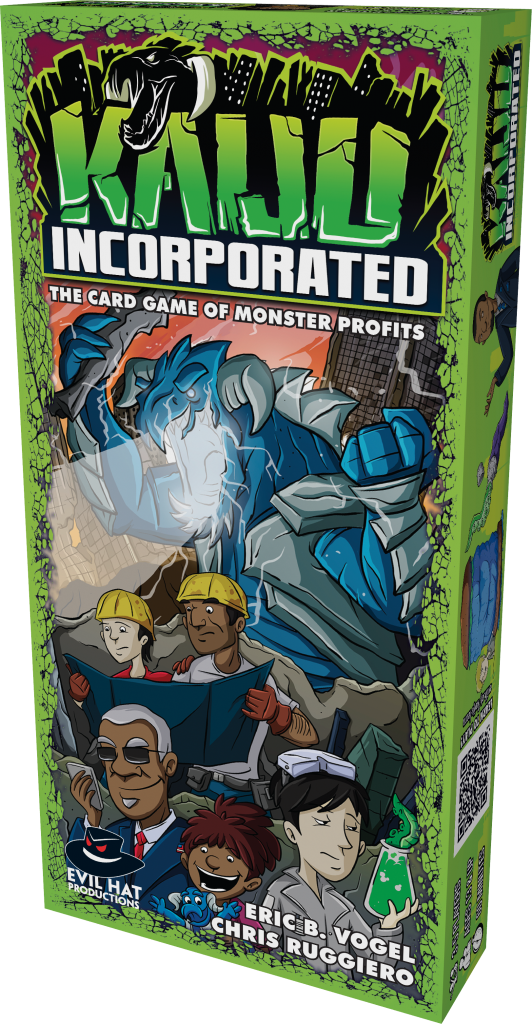 KAIJU
INCORPORATED
THE CARD GAME OF MONSTER PROFITS
EVIL HAT
PRODUCTIONS
ERIC B. VOGEL
CHRIS RUGGIERO
KAIJU
INCORPORATED